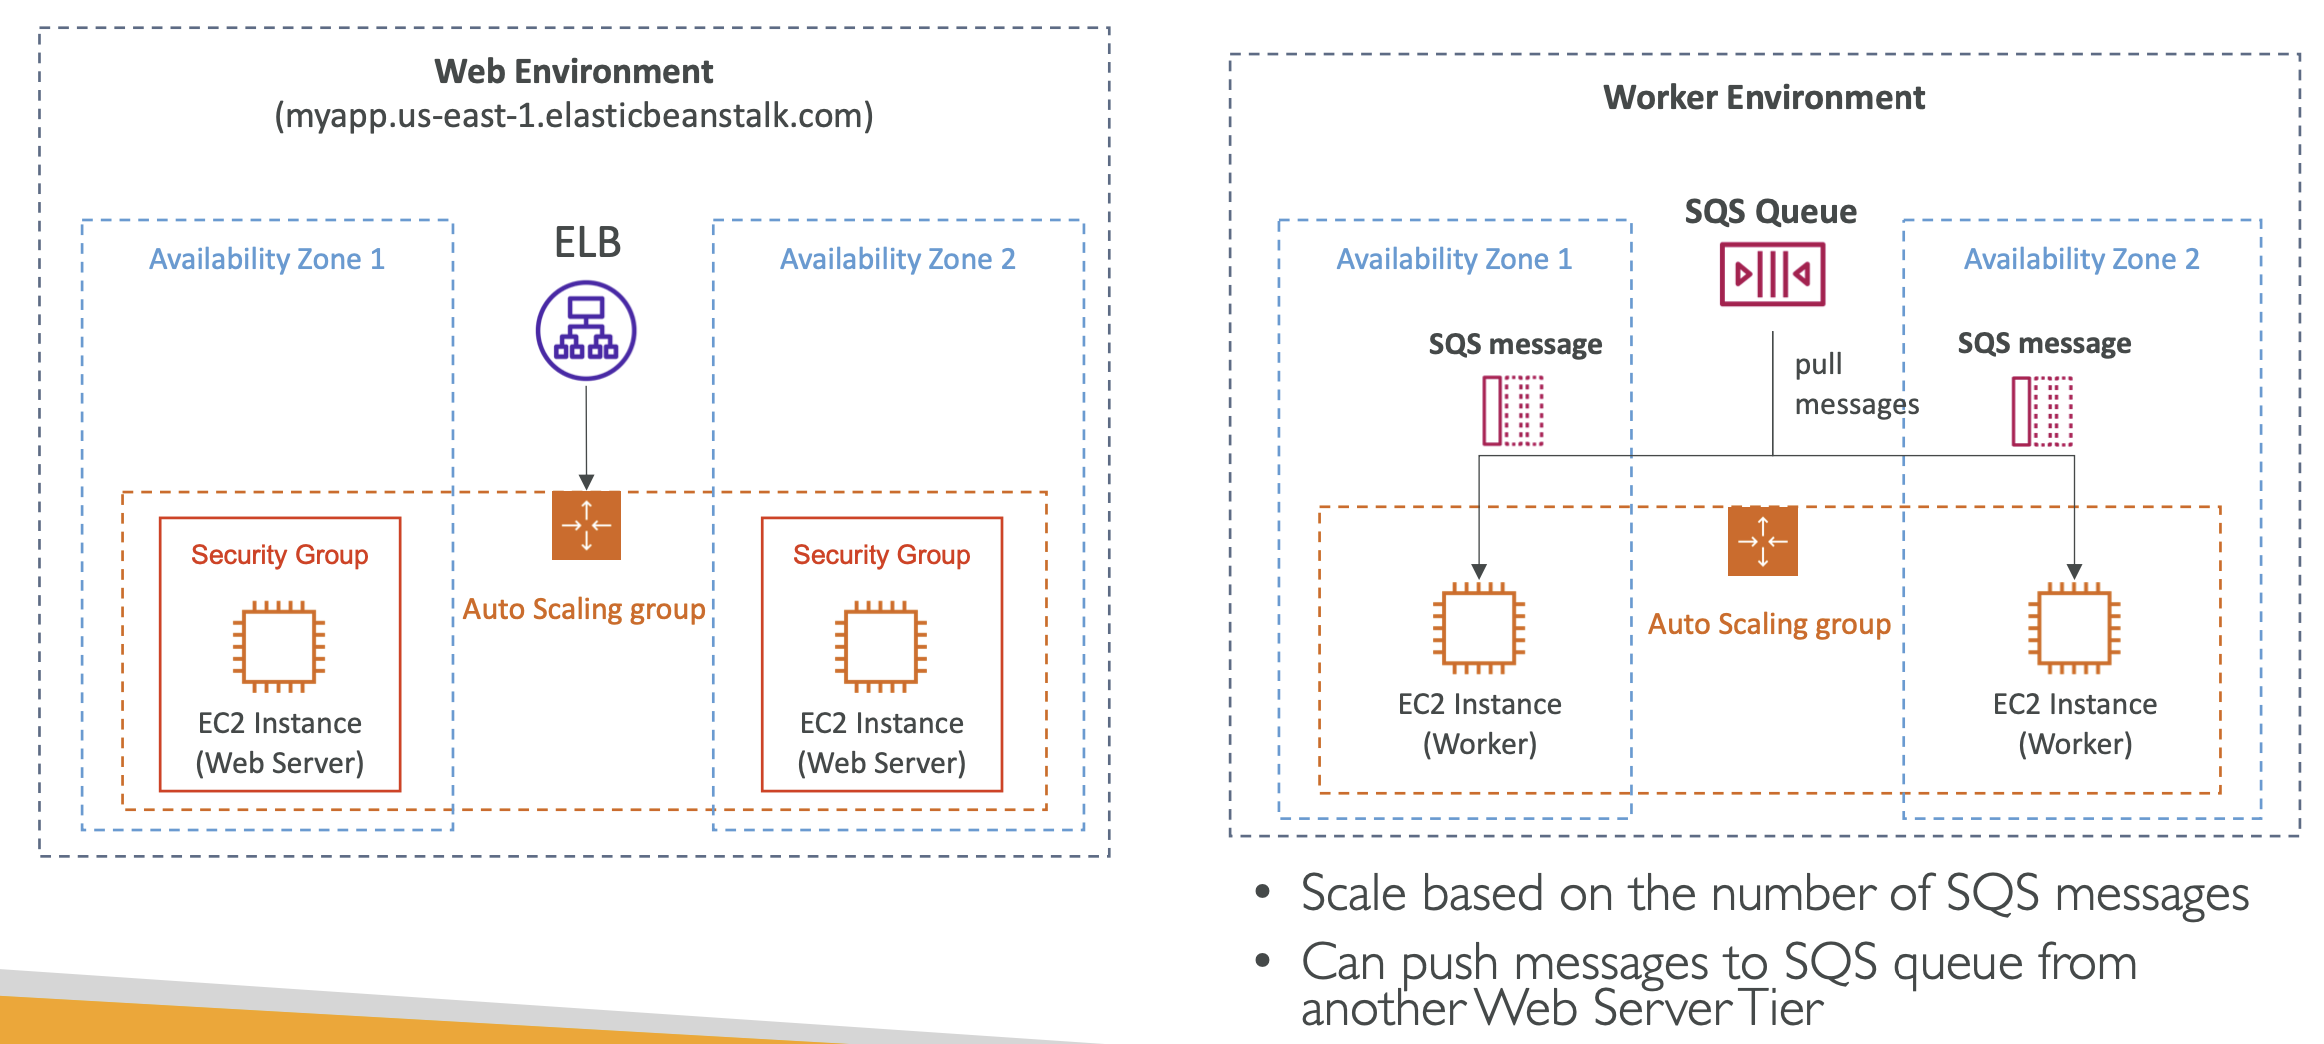 Web Environment
(myapp.us-east-1.elasticbeanstalk.com)
Availability Zone 1
ELB
Availability Zone 2
Security Group
Auto Scaling group
Security Group
EC2 Instance
(Web Server)
EC2 Instance
(Web Server)
Worker Environment
SQS Queue
Availability Zone 1
Availability Zone 2
SQS message
SQS message
pull
messages
Auto Scaling group
EC2 Instance
(Worker)
EC2 Instance
(Worker)
• Scale based on the number of SQS messages
• Can push messages to SQS queue from
another Web Server Tier